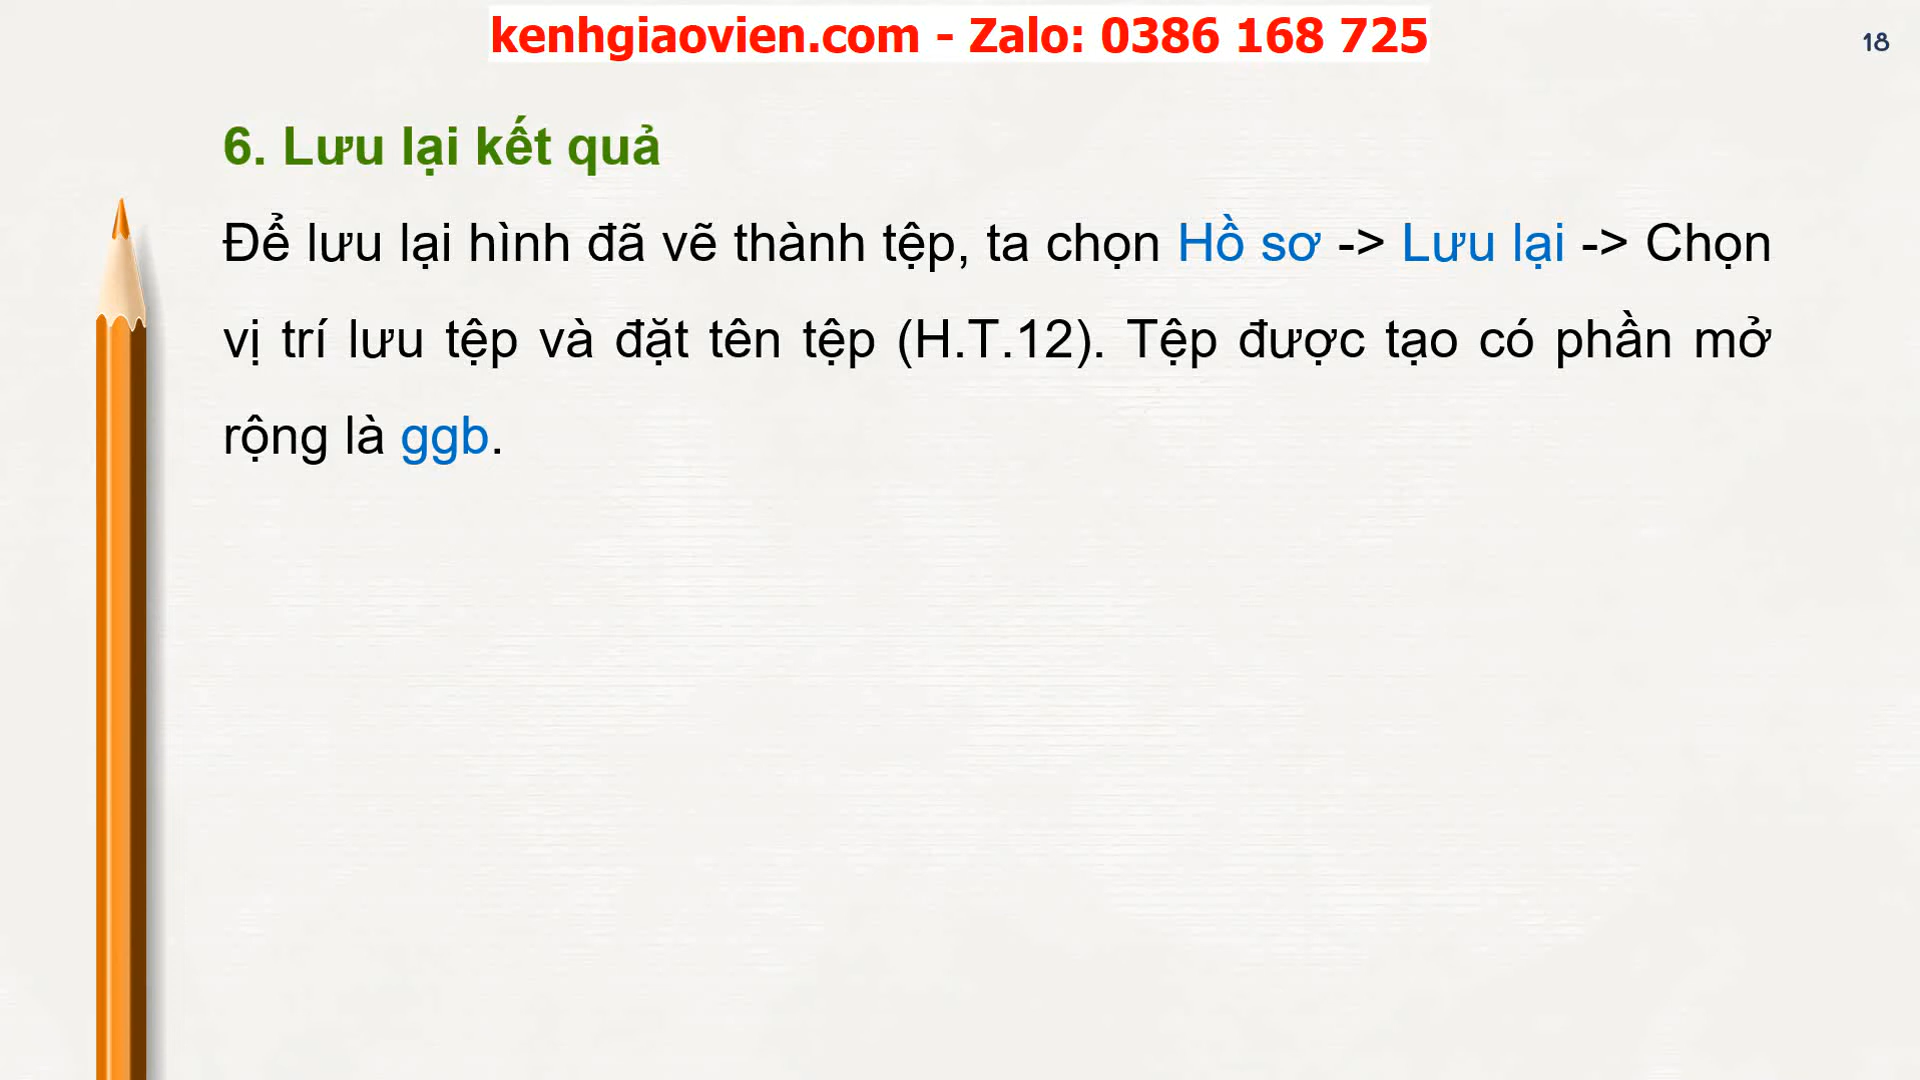 kenhgiaovien.com - Zalo: 0386 168 725
18
6. Lưu lại kết quả
Để lưu lại hình đã vẽ thành tệp, ta chọn Hồ sơ -> Lưu lại -> Chọn
vị trí lưu tệp và đặt tên tệp (H.T.12). Tệp được tạo có phần mở
rộng là ggb.